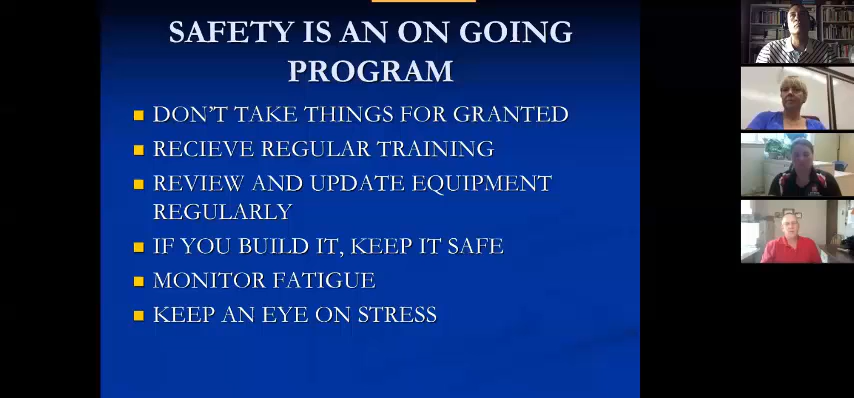 SAFETY IS AN ON GOING
PROGRAM
DON'T TAKE THINGS FOR GRANTED
RECIEVE REGULAR TRAINING
REVIEW AND UPDATE EQUIPMENT
REGULARLY
IF YOU BUILD IT, KEEP IT SAFE
MONITOR FATIGUE
KEEP AN EYE ON STRESS